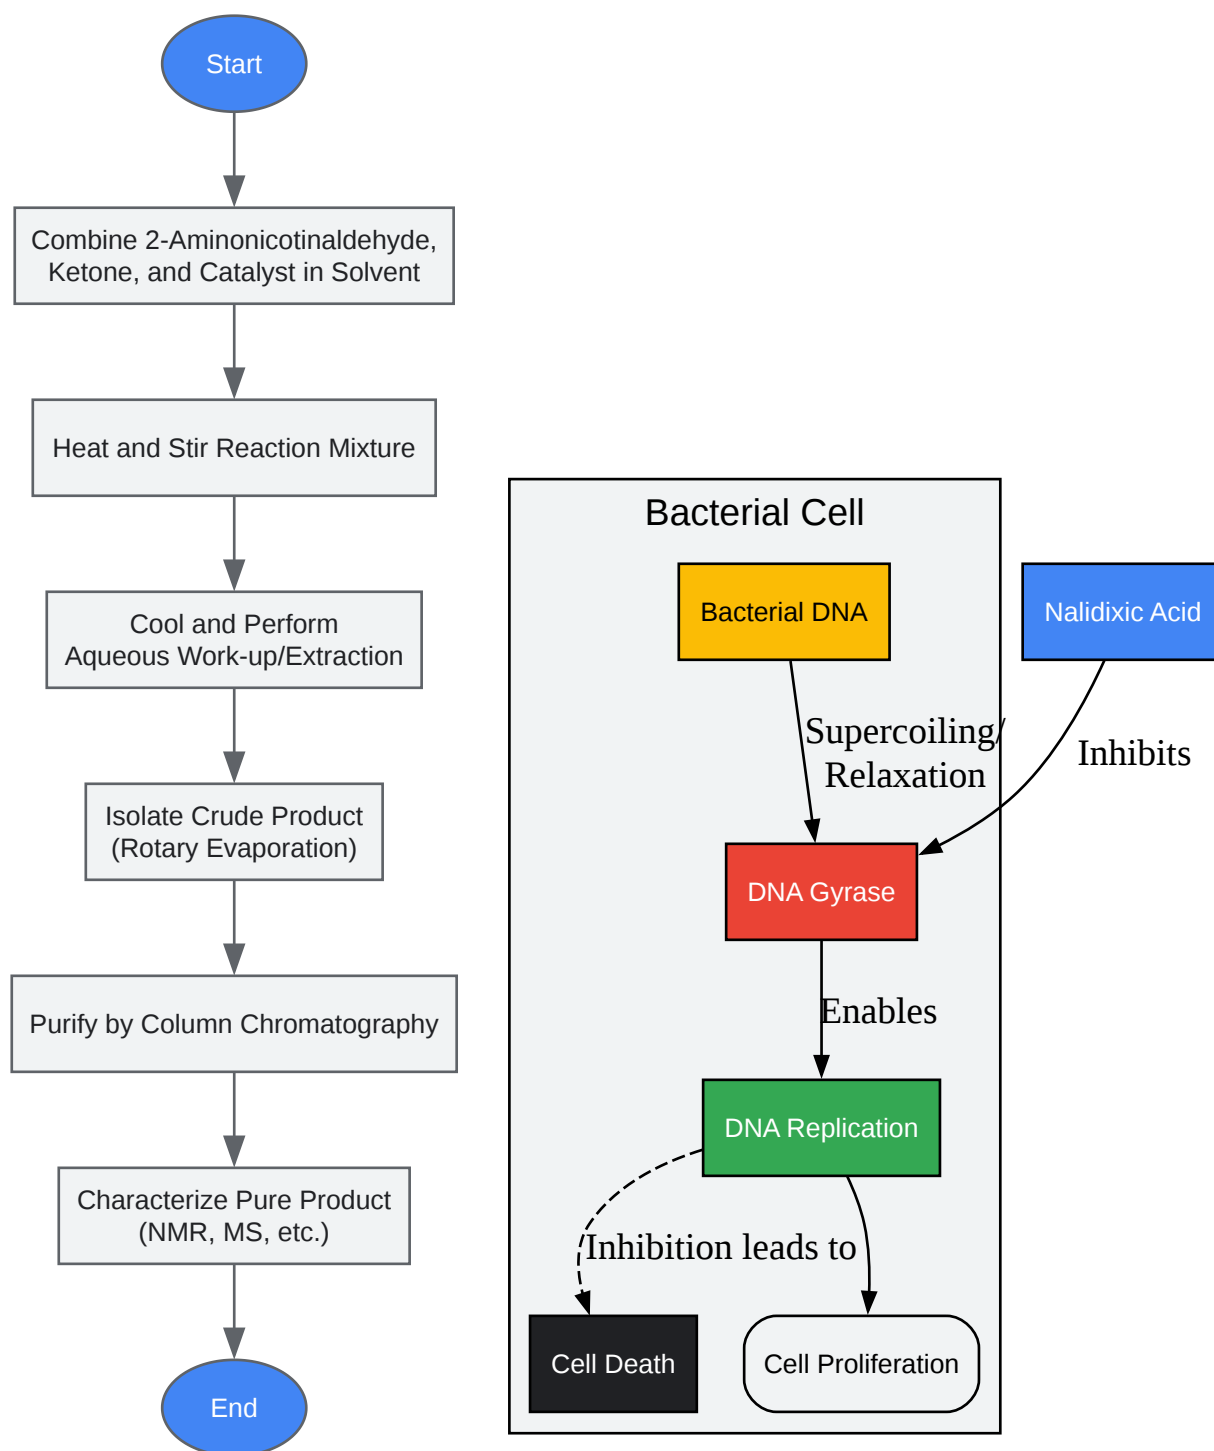 Start
Combine 2-Aminonicotinaldehyde,
Ketone, and Catalyst in Solvent
Heat and Stir Reaction Mixture
Cool and Perform
Aqueous Work-up/Extraction
Isolate Crude Product
(Rotary Evaporation)
Purify by Column Chromatography
Characterize Pure Product
(NMR, MS, etc.)
End
Bacterial Cell
Bacterial DNA
Nalidixic Acid
Supercoiling/
Relaxation
Inhibits
DNA Gyrase
Enables
DNA Replication
Inhibition leads to
Cell Death
Cell Proliferation